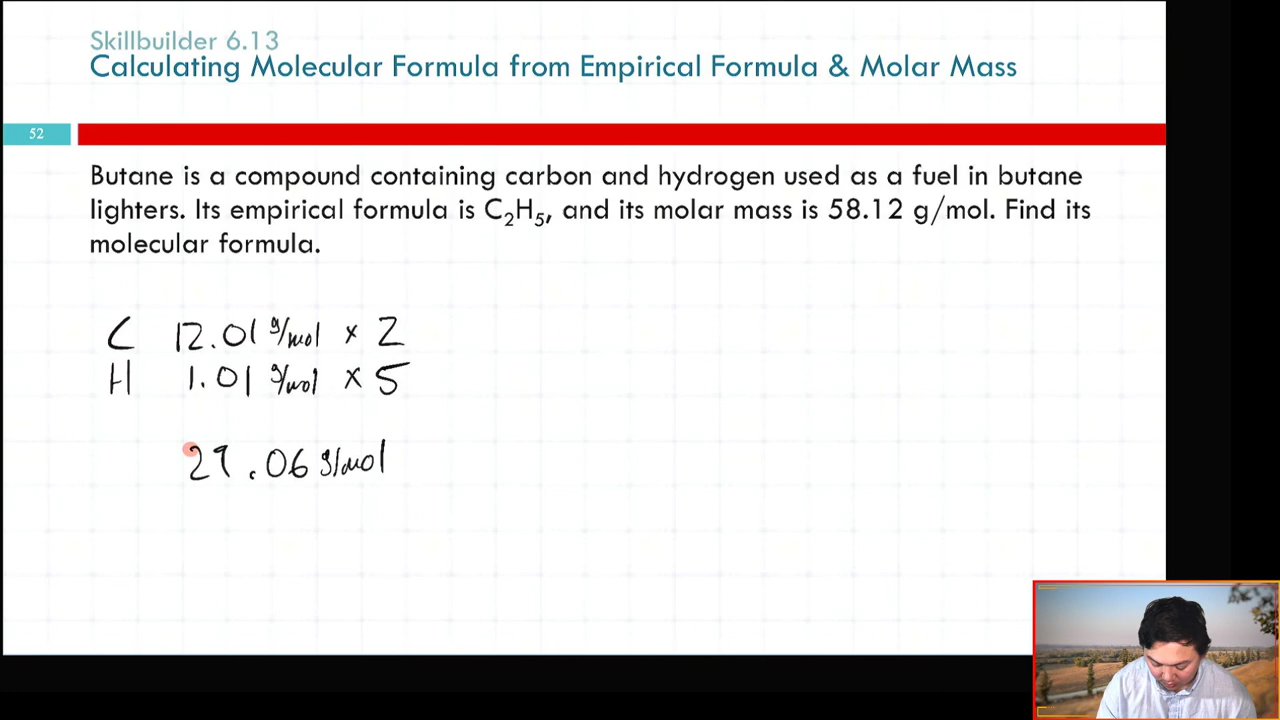 Skillbuilder 6.13
Calculating Molecular Formula from Empirical Formula & Molar Mass
52
Butane is a compound containing carbon and hydrogen used as a fuel in butane
lighters. Its empirical formula is C₂H₅, and its molar mass is 58.12 g/mol. Find its
molecular formula.
C 12.01 g/mol × 2
H 1.01 g/mol × 5
29.06 g/mol